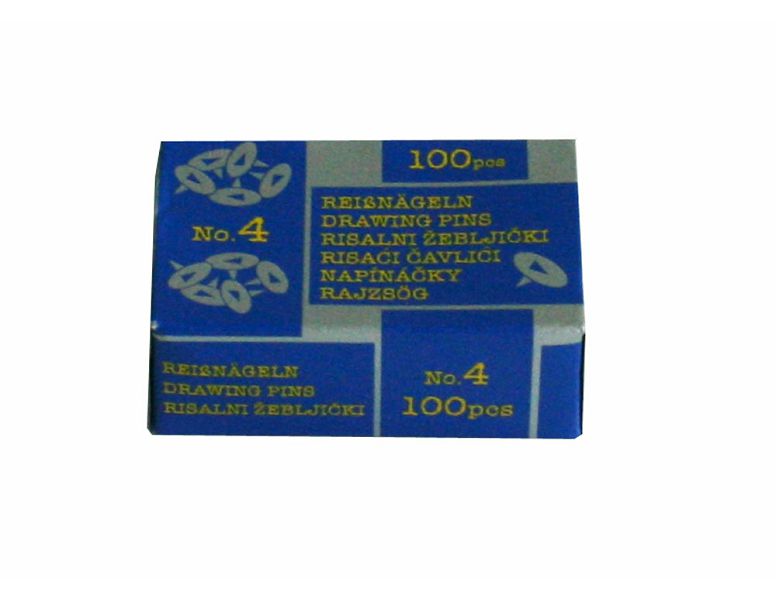 100pcs
No.4
REIßNÄGELN
DRAWING PINS
RISALNI ŽEBLJIČKI
RISAĆI ČAVLIĆI
NAPÍNÁČKY
RAJZSÖG
REIßNÄGELN
DRAWING PINS
RISALNI ŽEBLJIČKI
No.4
100pcs